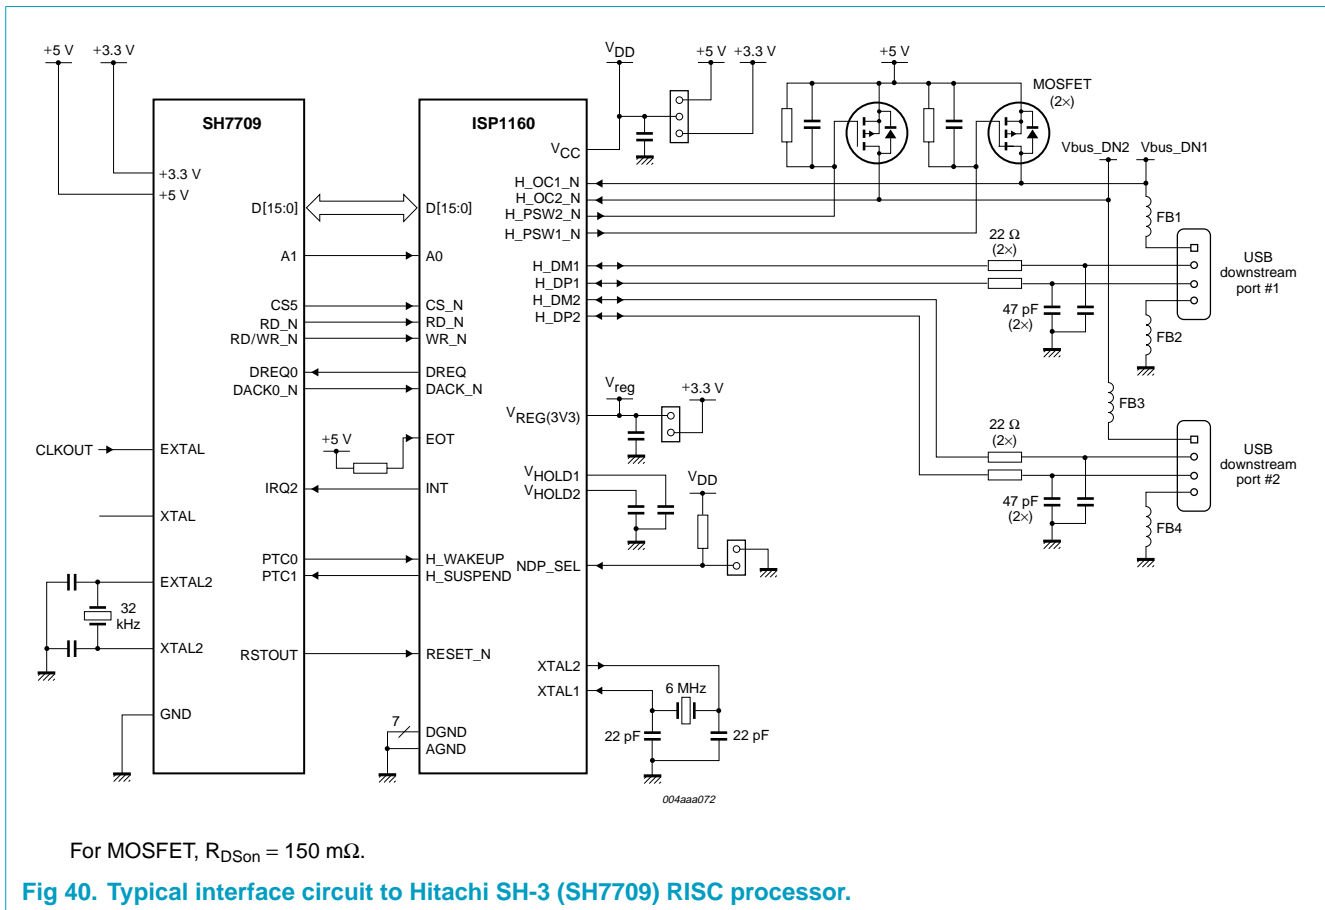 +5 V
+3.3 V
SH7709
+3.3 V
+5 V
D[15:0]
A1
CS5
RD_N
RD/WR_N
DREQ0
DACK0_N
CLKOUT
EXTAL
IRQ2
XTAL
PTC0
PTC1
EXTAL2
32
kHz
XTAL2
RSTOUT
GND
ISP1160
D[15:0]
A0
CS_N
RD_N
WR_N
DREQ
DACK_N
+5 V
EOT
INT
H_WAKEUP
H_SUSPEND
RESET_N
7
DGND
AGND
VDD
+5 V
+3.3 V
VCC
H_OC1_N
H_OC2_N
H_PSW2_N
H_PSW1_N
H_DM1
H_DP1
H_DM2
H_DP2
Vreg
+3.3 V
VREG(3V3)
VHOLD1
VHOLD2
VDD
NDP_SEL
XTAL2
XTAL1
6 MHz
22 pF
22 pF
+5 V
MOSFET
(2×)
Vbus_DN2
Vbus_DN1
FB1
22 Ω
(2×)
USB
downstream
port #1
47 pF
(2×)
FB2
FB3
22 Ω
(2×)
USB
downstream
port #2
47 pF
(2×)
FB4
004aaa072
For MOSFET, RDSon = 150 mΩ.
Fig 40. Typical interface circuit to Hitachi SH-3 (SH7709) RISC processor.